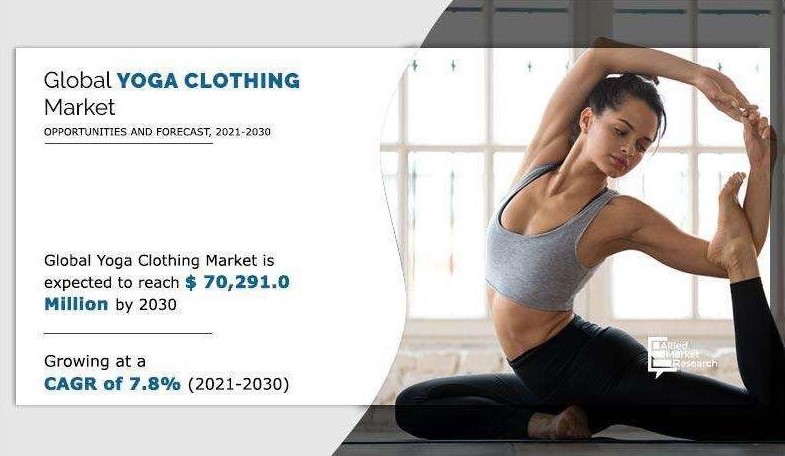 Global YOGA CLOTHING
Market
OPPORTUNITIES AND FORECAST, 2021-2030
Global Yoga Clothing Market is
expected to reach $ 70,291.0
Million by 2030
Growing at a
CAGR of 7.8% (2021-2030)
Allied
Market
Research